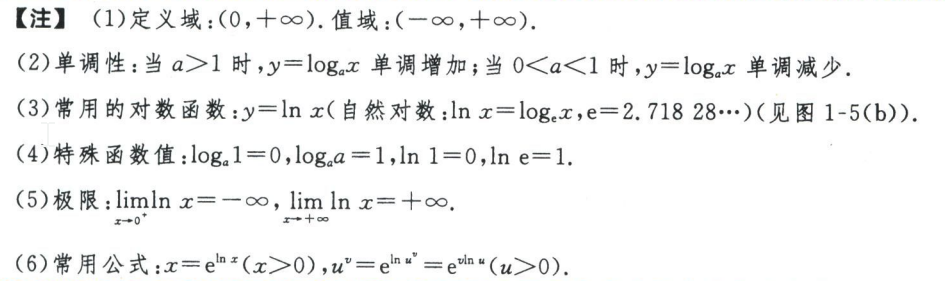 【注】 (1)定义域:(0,+∞).值域:(-∞,+∞).
(2)单调性:当 a>1 时,y=logₐx 单调增加;当 0<a<1 时,y=logₐx 单调减少.
(3)常用的对数函数:y=ln x(自然对数:ln x=logₑx,e=2.718 28…)(见图 1-5(b)).
(4)特殊函数值:logₐ1=0,logₐa=1,ln 1=0,ln e=1.
(5)极限:lim_{x→0⁺} ln x=-∞, lim_{x→+∞} ln x=+∞.
(6)常用公式:x=e^{ln x}(x>0),u^v=e^{ln u^v}=e^{vln u}(u>0).